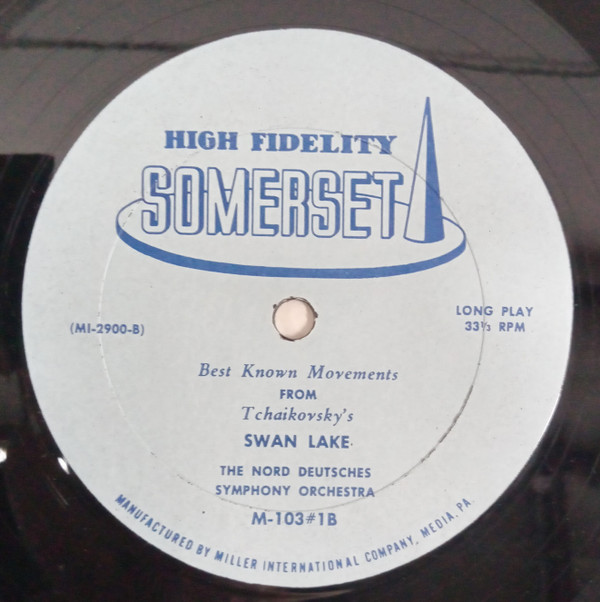 HIGH FIDELITY
SOMERSET
(MI-2900-B)
LONG PLAY
33⅓ RPM
Best Known Movements
FROM
Tchaikovsky's
SWAN LAKE
THE NORD DEUTSCHES
SYMPHONY ORCHESTRA
M-103#1B
MANUFACTURED BY MILLER INTERNATIONAL COMPANY, MEDIA, PA.